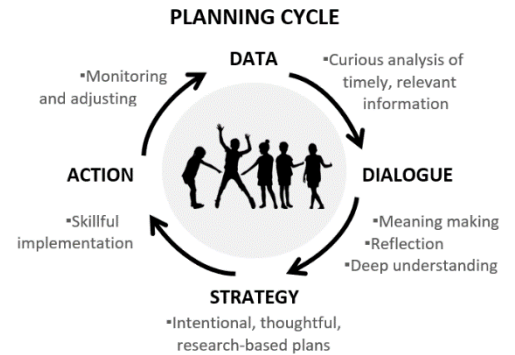 PLANNING CYCLE
DATA
▪Curious analysis of
timely, relevant
information
DIALOGUE
▪Meaning making
▪Reflection
▪Deep understanding
STRATEGY
▪Intentional, thoughtful,
research-based plans
▪Skillful
implementation
ACTION
▪Monitoring
and adjusting